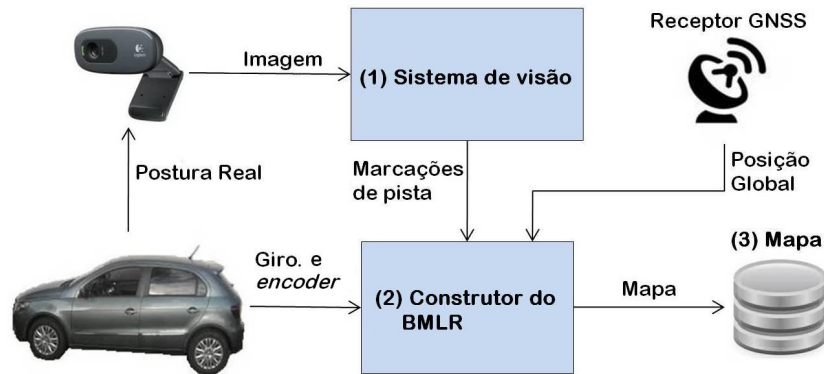 Receptor GNSS
Imagem
(1) Sistema de visão
Postura Real
Marcações
de pista
Posição
Global
(3) Mapa
Giro. e
encoder
(2) Construtor do
BMLR
Mapa